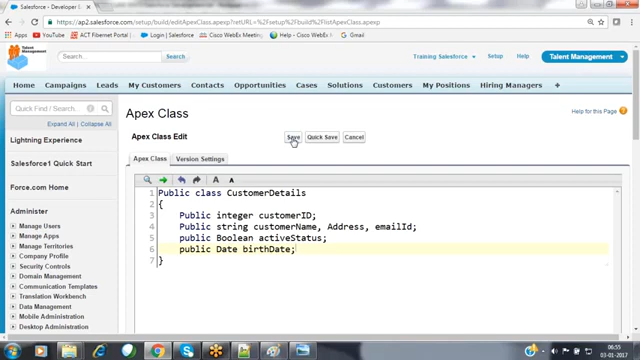 Salesforce - Developer E
https://ap2.salesforce.com/setup/build/editApexClass.apexp?retURL=%2Fsetup%2Fbuild%2FlistApexClass.apexp
Apps
ACT FIBERNET Portal
Login | Salesforce
Cisco WebEx Meeting
Google
Cisco WebEx Meetings
Talent
Management
Search...
Search
Training Salesforce
Setup
Help
Talent Management
Home
Campaigns
Leads
My Customers
Contacts
Opportunities
Cases
Solutions
Customers
My Positions
Hiring Managers
+
Quick Find / Search...
Expand All | Collapse All
Lightning Experience
Salesforce1 Quick Start
Force.com Home
Administer
Manage Users
Manage Apps
Manage Territories
Company Profile
Security Controls
Domain Management
Communication Templates
Translation Workbench
Data Management
Mobile Administration
Desktop Administration
Apex Class
Help for this Page
Apex Class Edit
Save
Quick Save
Cancel
Apex Class
Version Settings
A
A
1 Public class CustomerDetails
2 {
3 Public integer customerID;
4 Public string customerName, Address, emailId;
5 public Boolean activeStatus;
6 public Date birthDate;
7 }
06:55
03-01-2017